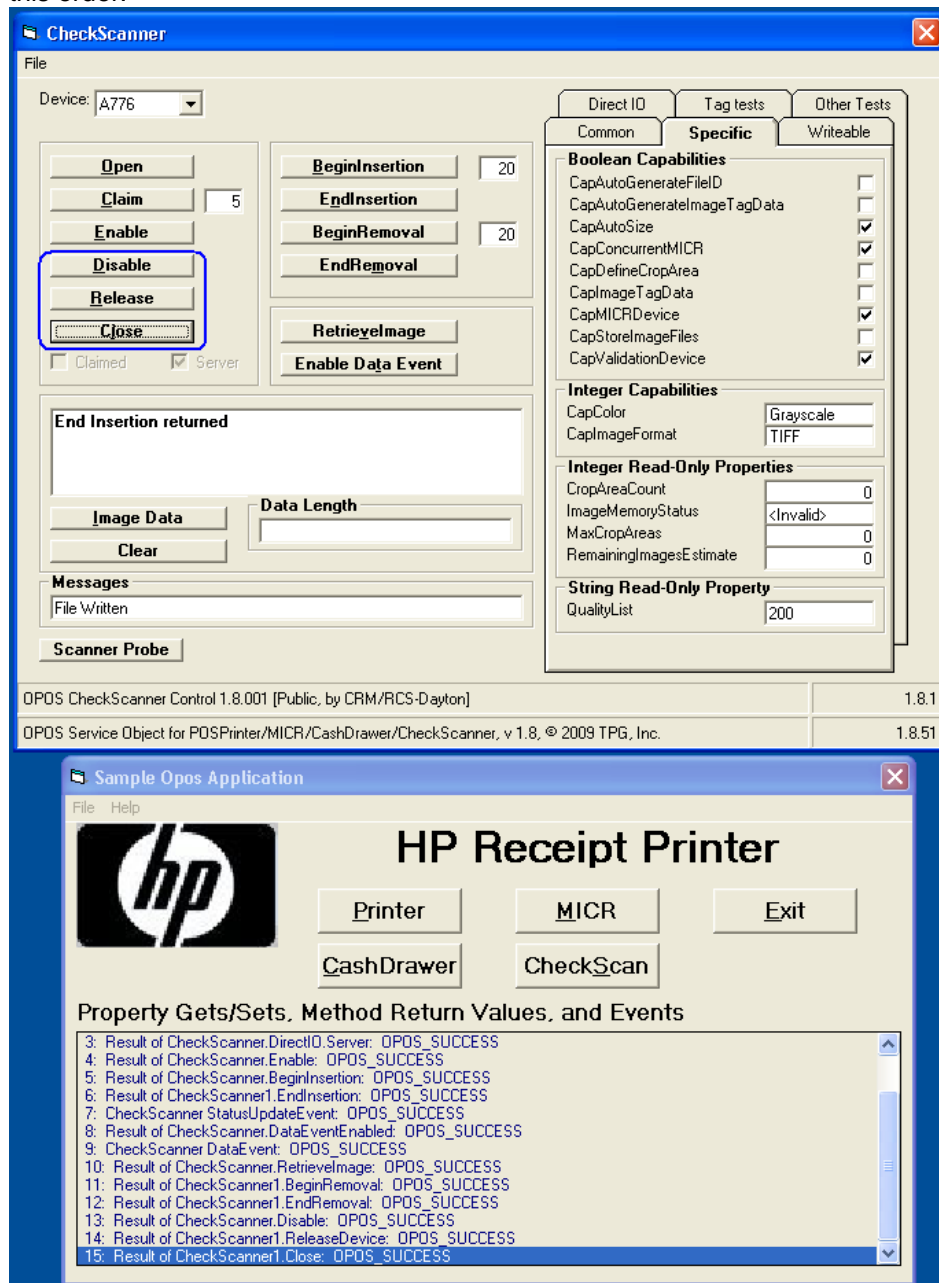 CheckScanner
File
Device: A776
Open
Claim 5
Enable
Disable
Release
Close
Claimed Server
BeginInsertion 20
EndInsertion
BeginRemoval 20
EndRemoval
RetrieveImage
Enable Data Event
End Insertion returned
Image Data
Clear
Data Length
Messages
File Written
Scanner Probe
Direct IO Tag tests Other Tests
Common Specific Writeable
Boolean Capabilities
CapAutoGenerateFileID
CapAutoGenerateImageTagData
CapAutoSize
CapConcurrentMICR
CapDefineCropArea
CapImageTagData
CapMICRDevice
CapStoreImageFiles
CapValidationDevice
Integer Capabilities
CapColor Grayscale
CapImageFormat TIFF
Integer Read-Only Properties
CropAreaCount 0
ImageMemoryStatus <Invalid>
MaxCropAreas 0
RemainingImagesEstimate 0
String Read-Only Property
QualityList 200
OPOS CheckScanner Control 1.8.001 [Public, by CRM/RCS-Dayton] 1.8.1
OPOS Service Object for POSPrinter/MICR/CashDrawer/CheckScanner, v 1.8, © 2009 TPG, Inc. 1.8.51
Sample Opos Application
File Help
hp
HP Receipt Printer
Printer MICR Exit
CashDrawer CheckScan
Property Gets/Sets, Method Return Values, and Events
3: Result of CheckScanner.DirectIO.Server: OPOS_SUCCESS
4: Result of CheckScanner.Enable: OPOS_SUCCESS
5: Result of CheckScanner.BeginInsertion: OPOS_SUCCESS
6: Result of CheckScanner1.EndInsertion: OPOS_SUCCESS
7: CheckScanner StatusUpdateEvent: OPOS_SUCCESS
8: Result of CheckScanner.DataEventEnabled: OPOS_SUCCESS
9: CheckScanner DataEvent: OPOS_SUCCESS
10: Result of CheckScanner.RetrieveImage: OPOS_SUCCESS
11: Result of CheckScanner1.BeginRemoval: OPOS_SUCCESS
12: Result of CheckScanner1.EndRemoval: OPOS_SUCCESS
13: Result of CheckScanner.Disable: OPOS_SUCCESS
14: Result of CheckScanner1.ReleaseDevice: OPOS_SUCCESS
15: Result of CheckScanner1.Close: OPOS_SUCCESS